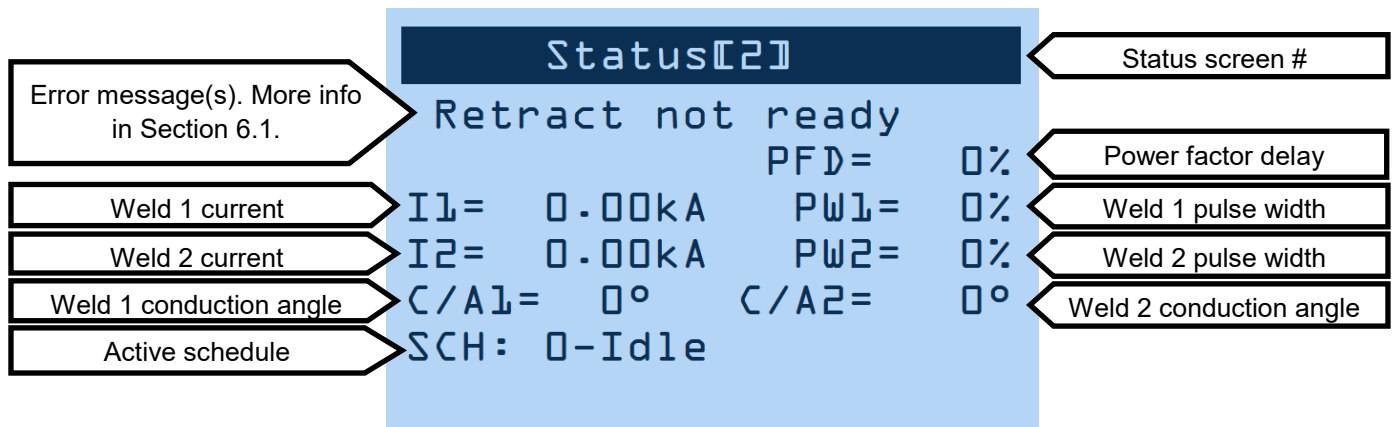 Status[2]
Status screen #
Error message(s). More info
in Section 6.1.
Retract not ready
PFD= 0%
Power factor delay
Weld 1 current
I1= 0.00kA PW1= 0%
Weld 1 pulse width
Weld 2 current
I2= 0.00kA PW2= 0%
Weld 2 pulse width
Weld 1 conduction angle
C/A1= 0° C/A2= 0°
Weld 2 conduction angle
Active schedule
SCH: 0-Idle